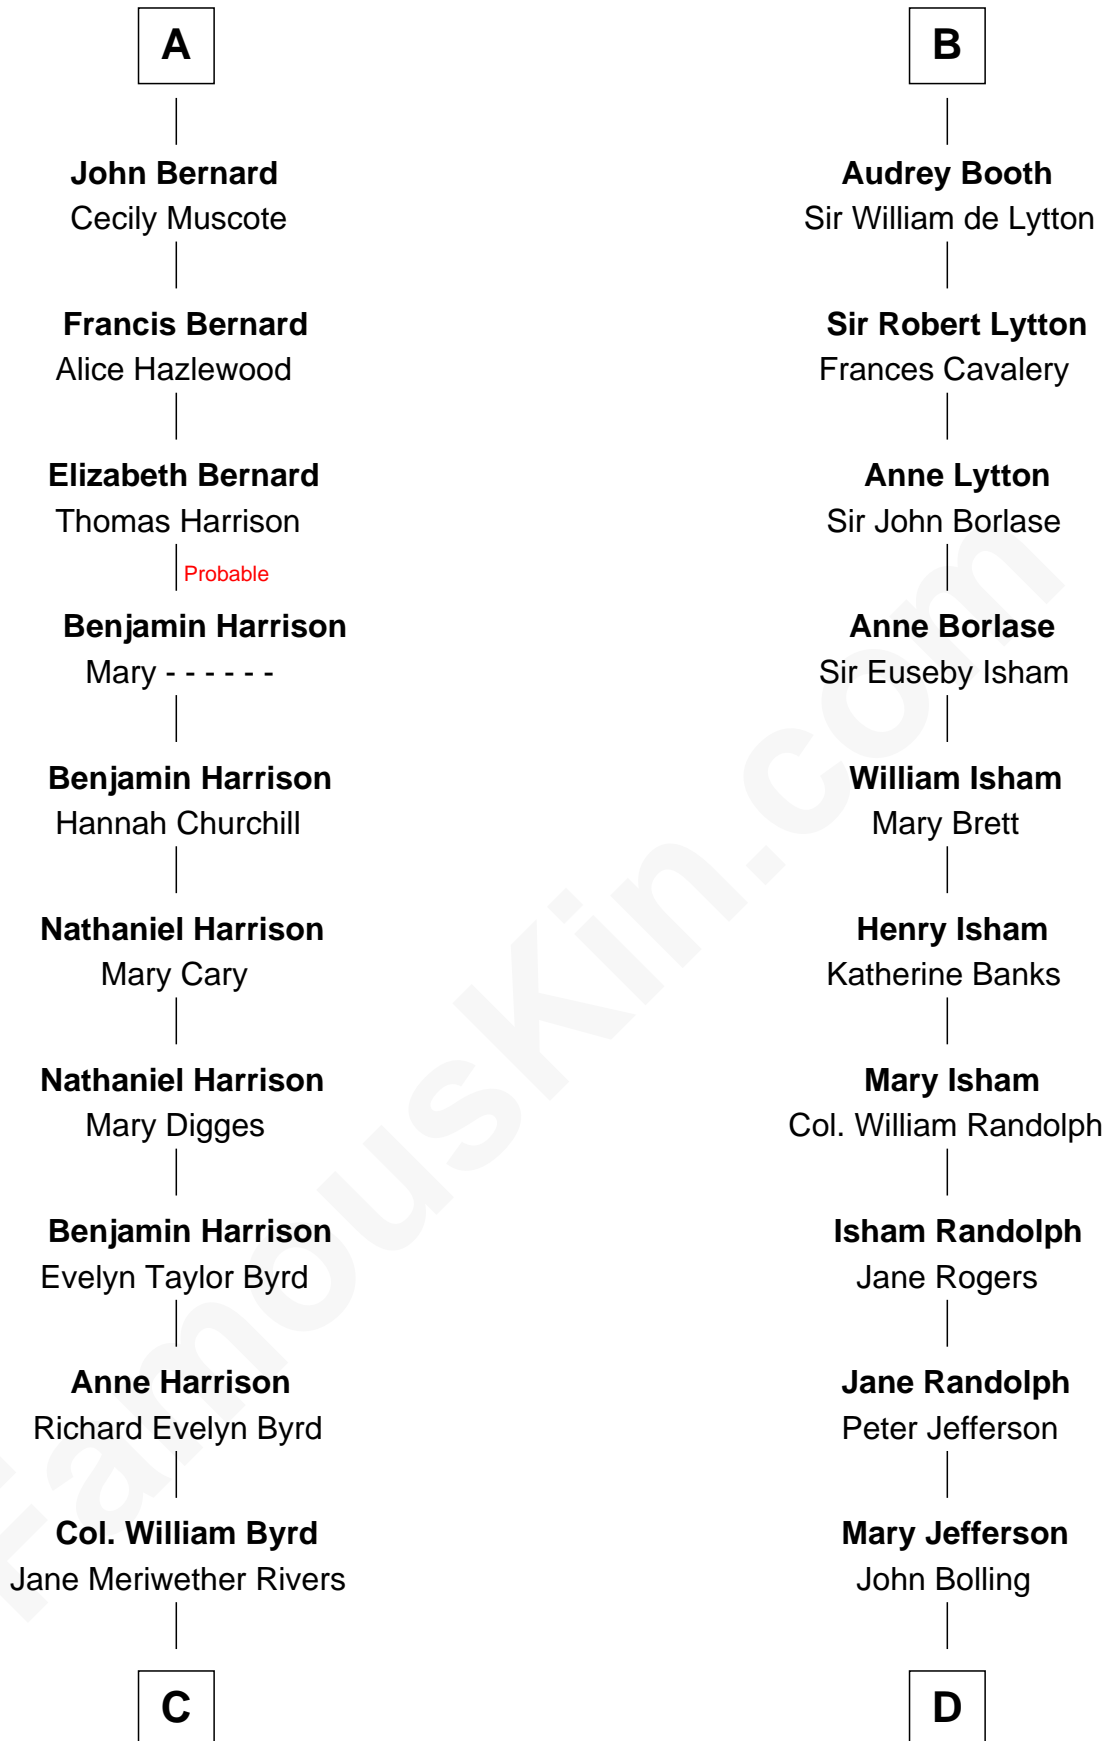 A
John Bernard
Cecily Muscote
Francis Bernard
Alice Hazlewood
Elizabeth Bernard
Thomas Harrison
Probable
Benjamin Harrison
Mary - - - - - -
Benjamin Harrison
Hannah Churchill
Nathaniel Harrison
Mary Cary
Nathaniel Harrison
Mary Digges
Benjamin Harrison
Evelyn Taylor Byrd
Anne Harrison
Richard Evelyn Byrd
Col. William Byrd
Jane Meriwether Rivers
C
B
Audrey Booth
Sir William de Lytton
Sir Robert Lytton
Frances Cavalery
Anne Lytton
Sir John Borlase
Anne Borlase
Sir Euseby Isham
William Isham
Mary Brett
Henry Isham
Katherine Banks
Mary Isham
Col. William Randolph
Isham Randolph
Jane Rogers
Jane Randolph
Peter Jefferson
Mary Jefferson
John Bolling
D
FamousKin.com